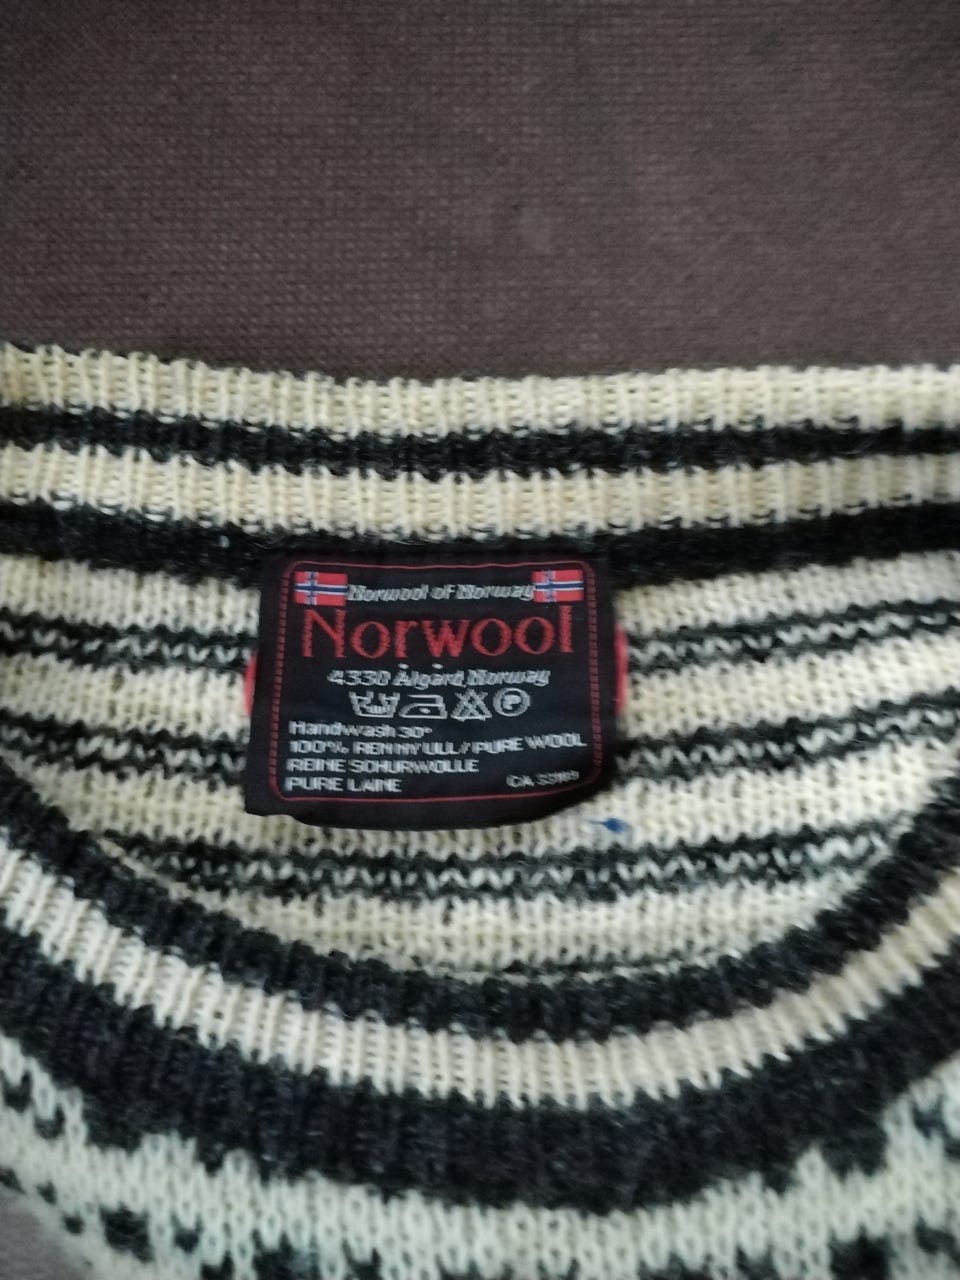 Norwool of Norway
Norwool
4330 Ålgård, Norway
Handwash 30°
100% REN NY ULL / PURE WOOL
REINE SCHURWOLLE
PURE LAINE